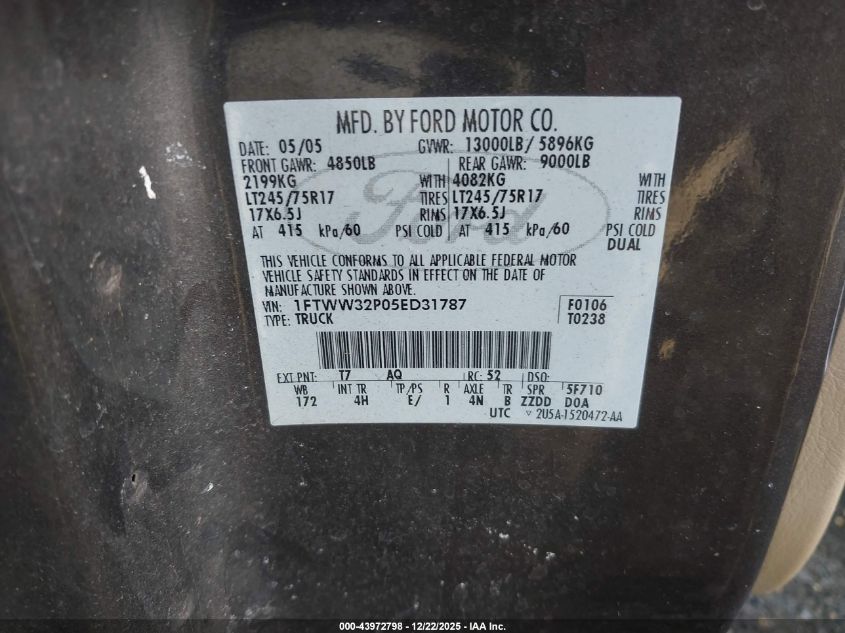 MFD. BY FORD MOTOR CO.
DATE: 05/05 GVWR: 13000LB/ 5896KG
FRONT GAWR: 4850LB REAR GAWR: 9000LB
2199KG WITH 4082KG WITH
LT245/75R17 TIRES LT245/75R17 TIRES
17X6.5J RIMS 17X6.5J RIMS
AT 415 kPa/60 PSI COLD AT 415 kPa/60 PSI COLD
DUAL
Ford
THIS VEHICLE CONFORMS TO ALL APPLICABLE FEDERAL MOTOR
VEHICLE SAFETY STANDARDS IN EFFECT ON THE DATE OF
MANUFACTURE SHOWN ABOVE.
VIN: 1FTWW32P05ED31787 F0106
TYPE: TRUCK T0238
EXT PNT: T7 AQ RC: 52 DSO:
WB INT TR TP/PS R AXLE TR SPR 5F710
172 4H E/ 1 4N B ZZDD D0A
UTC 2U5A-1520472-AA
000-43972798 - 12/22/2025 - IAA Inc.